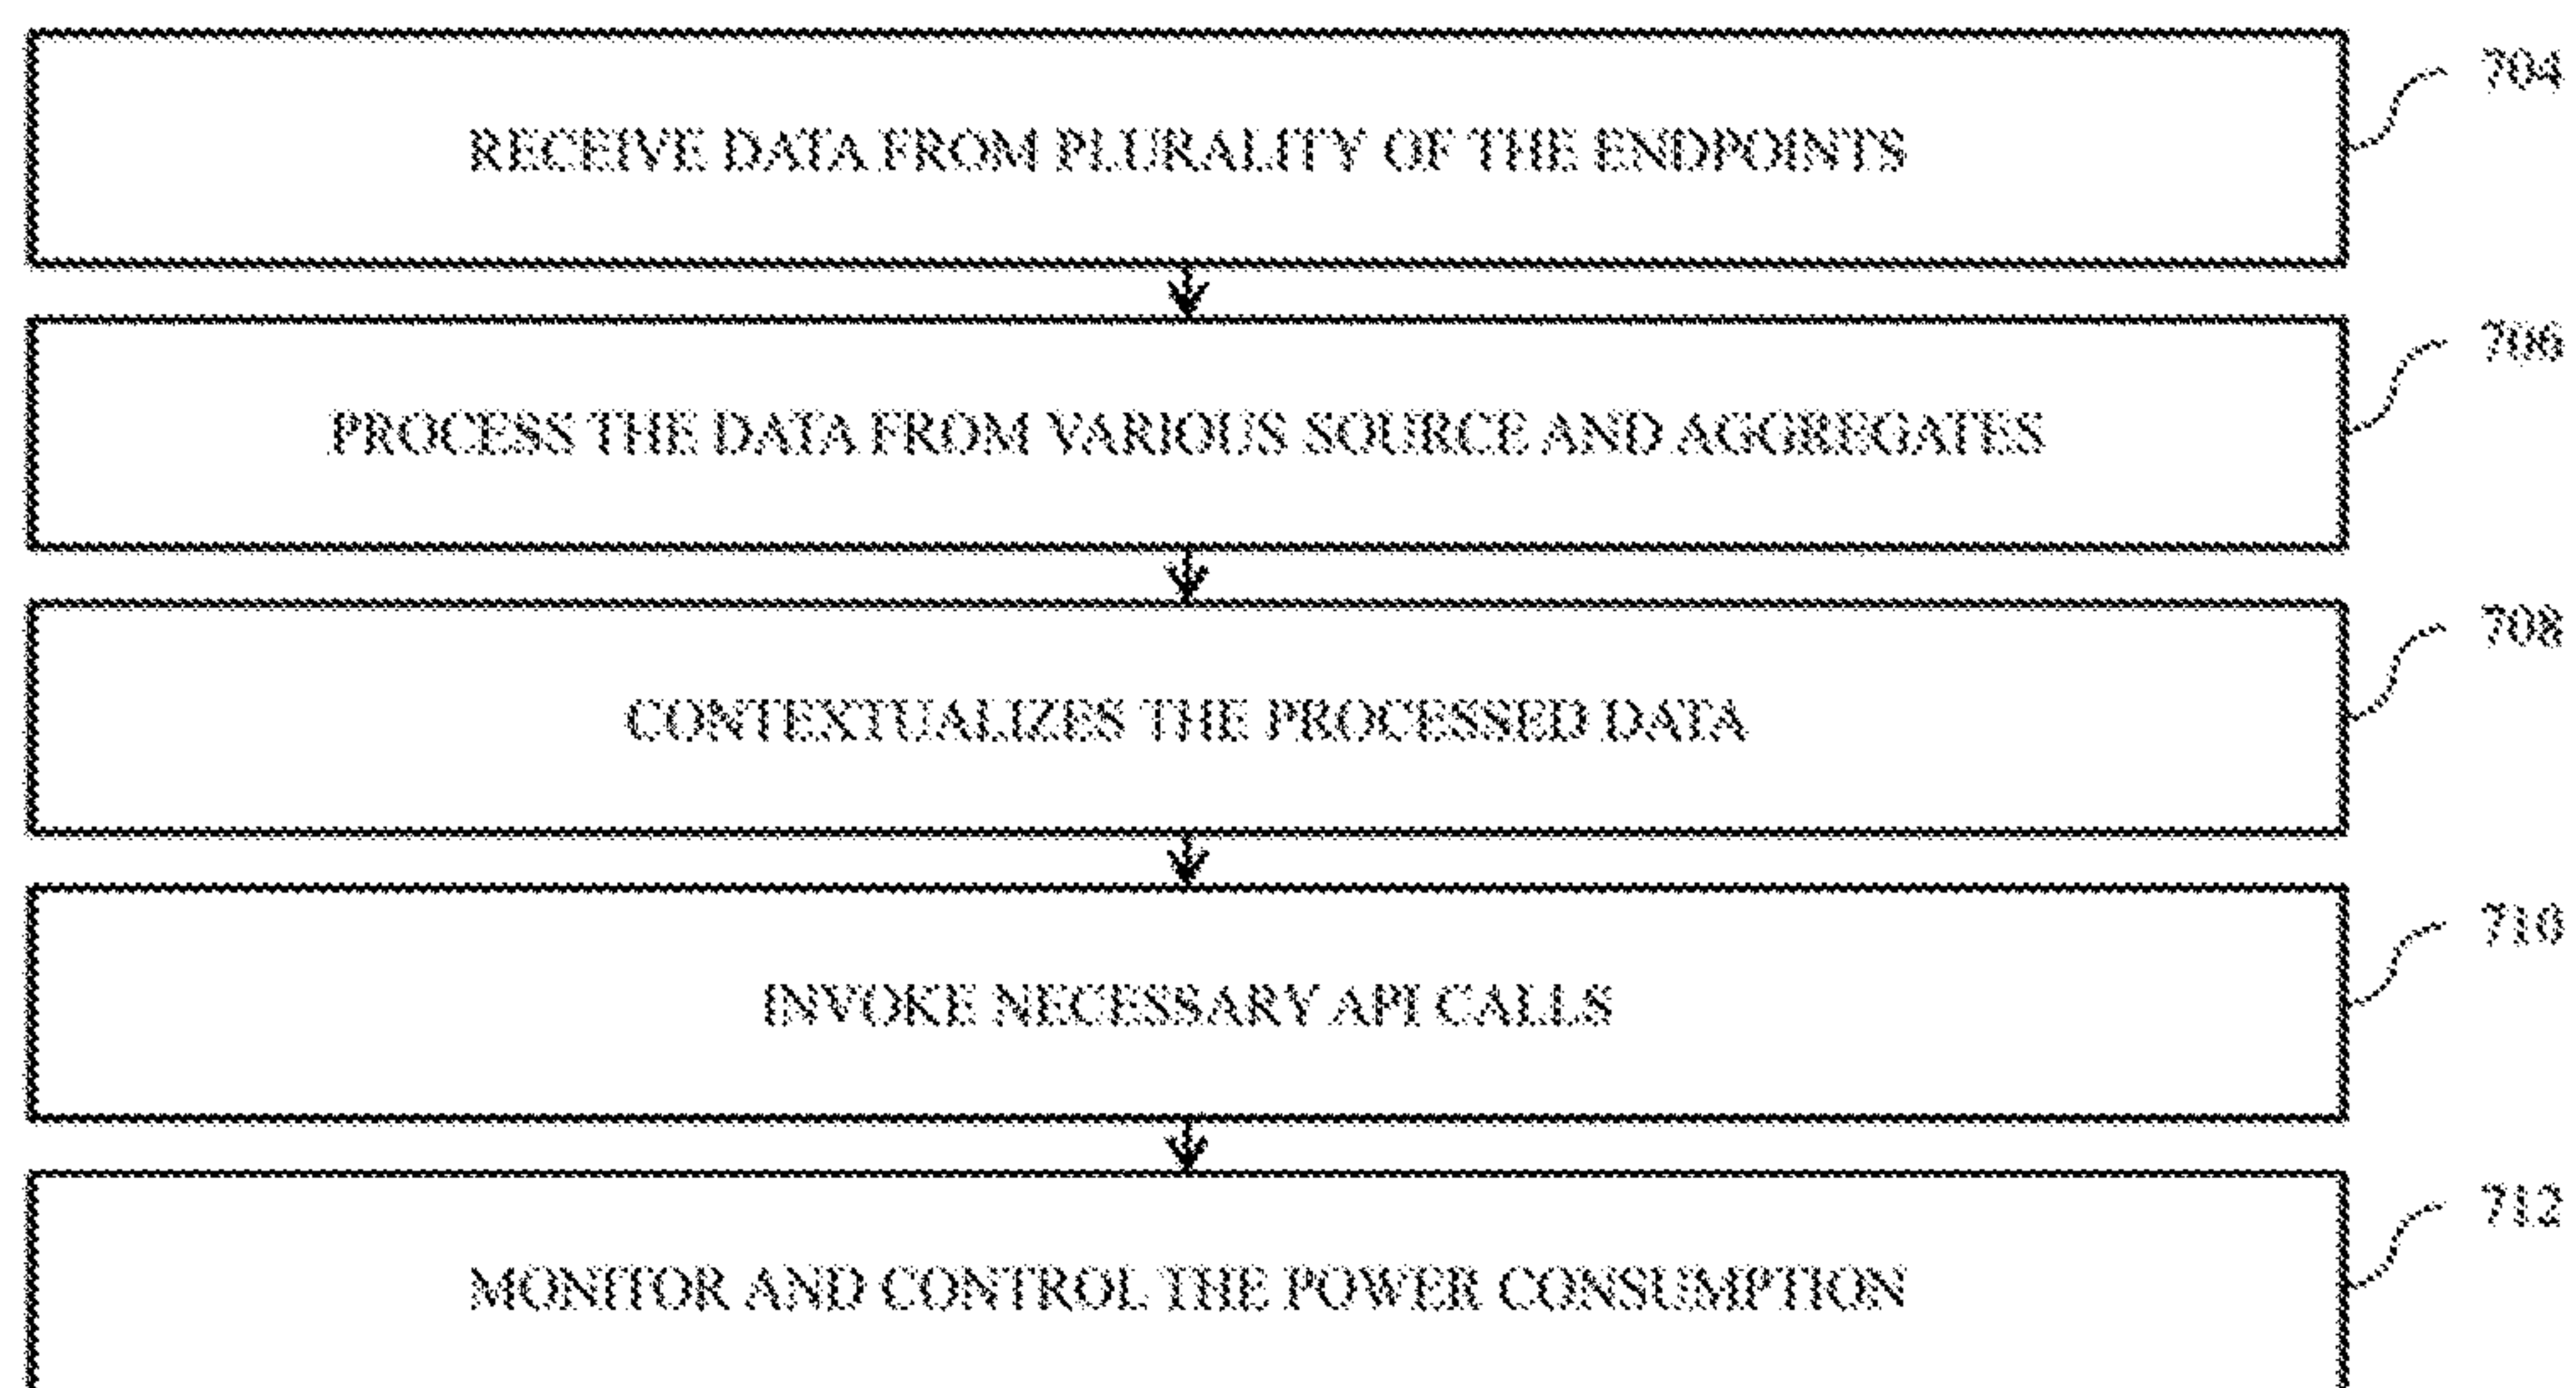 704
RECEIVE DATA FROM PLURALITY OF THE ENDPOINTS
706
PROCESS THE DATA FROM VARIOUS SOURCE AND AGGREGATES
708
CONTEXTUALIZES THE PROCESSED DATA
710
INVOKE NECESSARY API CALLS
712
MONITOR AND CONTROL THE POWER CONSUMPTION